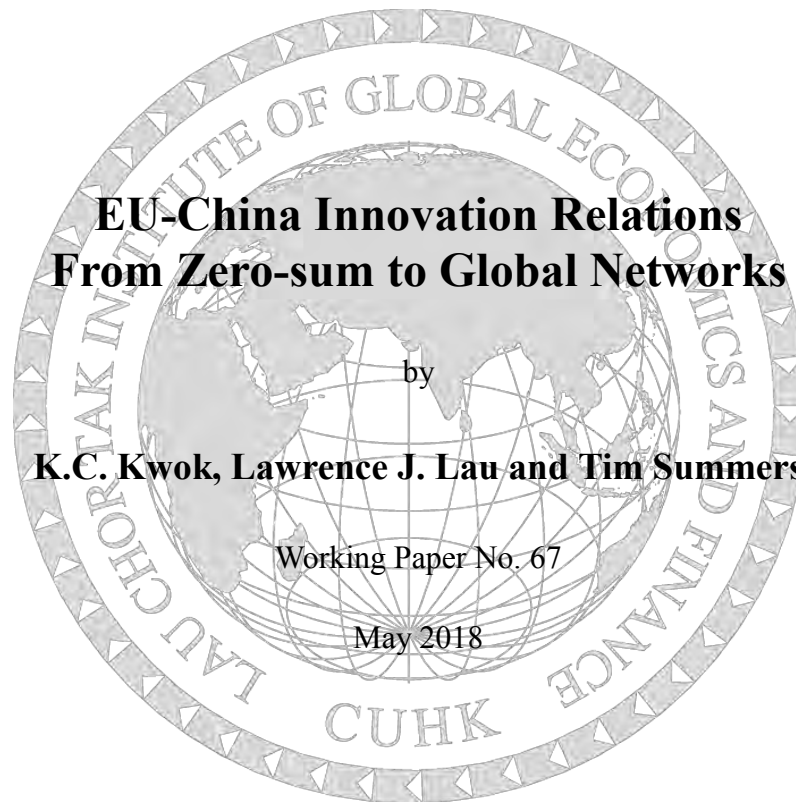 LAU CHOR TAK INSTITUTE OF GLOBAL ECONOMICS AND FINANCE
EU-China Innovation Relations
From Zero-sum to Global Networks
by
K.C. Kwok, Lawrence J. Lau and Tim Summers
Working Paper No. 67
May 2018
CUHK